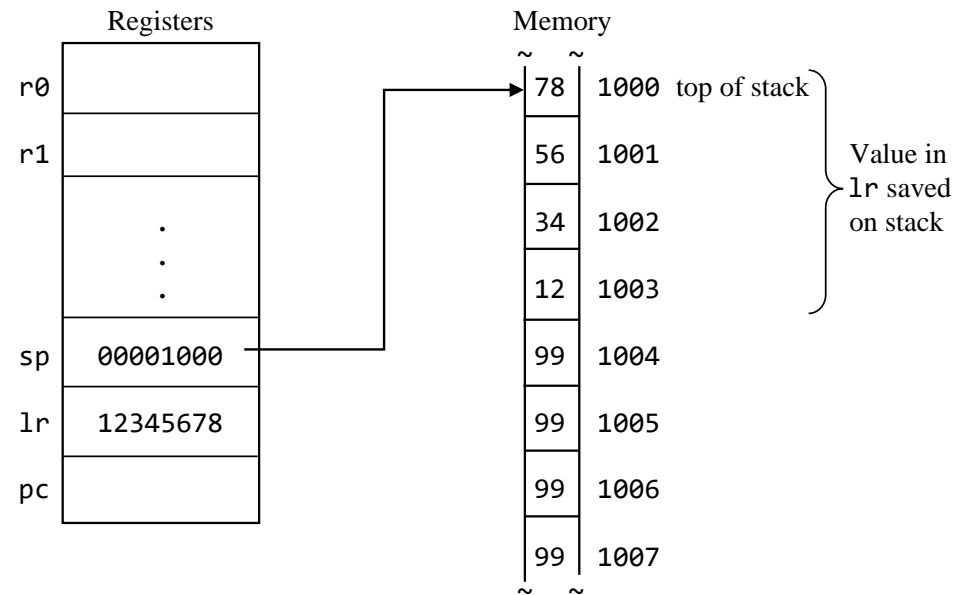 Registers Memory
~ ~
r0 78 1000 top of stack
r1 56 1001 Value in
lr saved
. 34 1002 on stack
.
. 12 1003
sp 00001000 99 1004
lr 12345678 99 1005
pc 99 1006
99 1007
~ ~